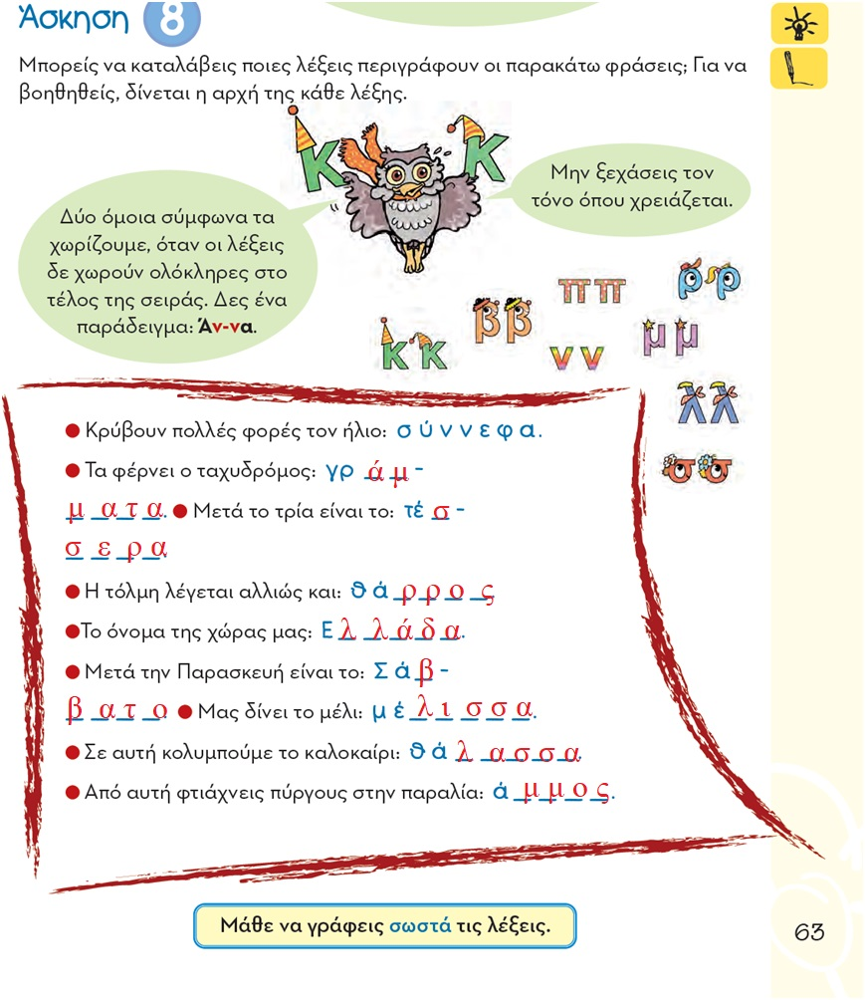 Άσκηση 8
Μπορείς να καταλάβεις ποιες λέξεις περιγράφουν οι παρακάτω φράσεις; Για να
βοηθηθείς, δίνεται η αρχή της κάθε λέξης.
κ κ
Δύο όμοια σύμφωνα τα
χωρίζουμε, όταν οι λέξεις
δε χωρούν ολόκληρες στο
τέλος της σειράς. Δες ένα
παράδειγμα: Άν-να.
Μην ξεχάσεις τον
τόνο όπου χρειάζεται.
ππ
ρρ
ββ
κκ
νν
μμ
λλ
σσ
● Κρύβουν πολλές φορές τον ήλιο: σύννεφα.
● Τα φέρνει ο ταχυδρόμος: γράμ-
ματα. ● Μετά το τρία είναι το: τέσ-
σερα
● Η τόλμη λέγεται αλλιώς και: θάρρος
● Το όνομα της χώρας μας: Ελλάδα.
● Μετά την Παρασκευή είναι το: Σάβ-
βατο ● Μας δίνει το μέλι: μέλισσα.
● Σε αυτή κολυμπούμε το καλοκαίρι: θάλασσα.
● Από αυτή φτιάχνεις πύργους στην παραλία: άμμος.
Μάθε να γράφεις σωστά τις λέξεις.
63